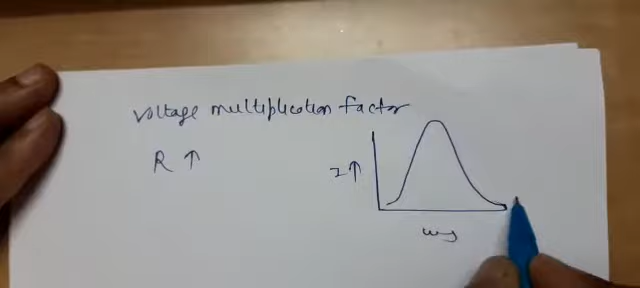 Voltage multiplication factor
R ↑
I ↑